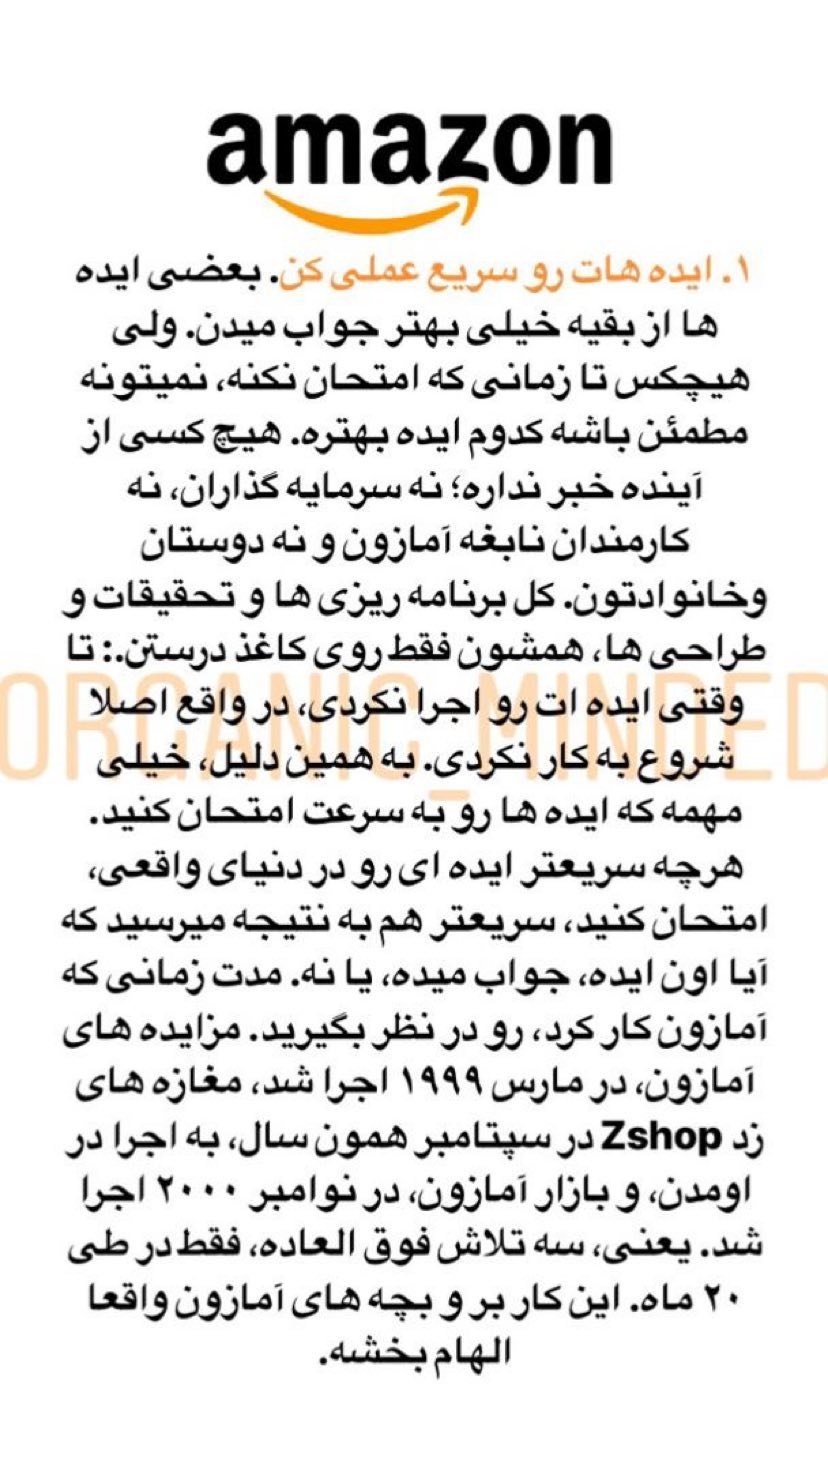 amazon
۱. ایده هات رو سریع عملی کن. بعضی ایده
ها از بقیه خیلی بهتر جواب میدن. ولی
هیچکس تا زمانی که امتحان نکنه، نمیتونه
مطمئن باشه کدوم ایده بهتره. هیچ کسی از
آینده خبر نداره؛ نه سرمایه گذاران، نه
کارمندان نابغه آمازون و نه دوستان
وخانوادتون. کل برنامه ریزی ها و تحقیقات و
طراحی ها، همشون فقط روی کاغذ درستن.: تا
وقتی ایده ات رو اجرا نکردی، در واقع اصلا
شروع به کار نکردی. به همین دلیل، خیلی
ORGANIC_MINDED
مهمه که ایده ها رو به سرعت امتحان کنید.
هرچه سریعتر ایده ای رو در دنیای واقعی،
امتحان کنید، سریعتر هم به نتیجه میرسید که
آیا اون ایده، جواب میده، یا نه. مدت زمانی که
آمازون کار کرد، رو در نظر بگیرید. مزایده های
آمازون، در مارس ۱۹۹۹ اجرا شد، مغازه های
زد Zshop در سپتامبر همون سال، به اجرا در
اومدن، و بازار آمازون، در نوامبر ۲۰۰۰ اجرا
شد. یعنی، سه تلاش فوق العاده، فقط در طی
۲۰ ماه. این کار بر و بچه های آمازون واقعا
الهام بخشه.